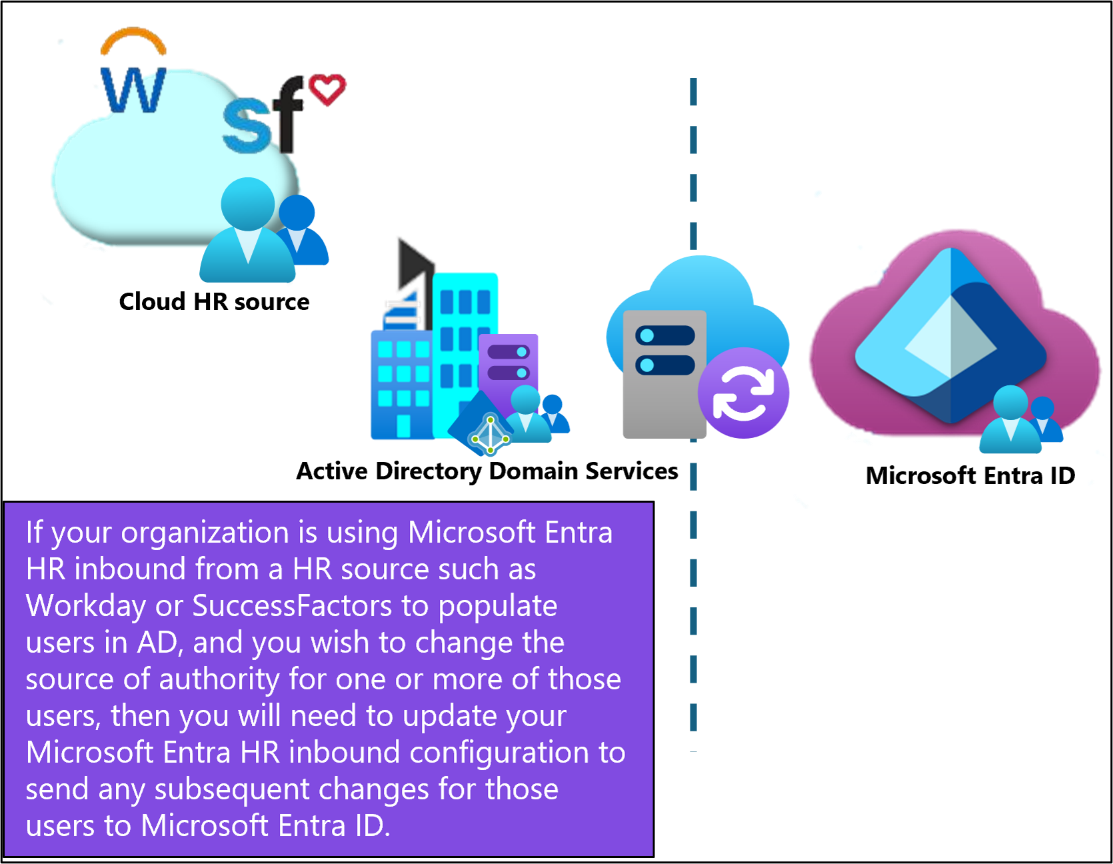 W
sf
Cloud HR source
Active Directory Domain Services
Microsoft Entra ID
If your organization is using Microsoft Entra
HR inbound from a HR source such as
Workday or SuccessFactors to populate
users in AD, and you wish to change the
source of authority for one or more of those
users, then you will need to update your
Microsoft Entra HR inbound configuration to
send any subsequent changes for those
users to Microsoft Entra ID.